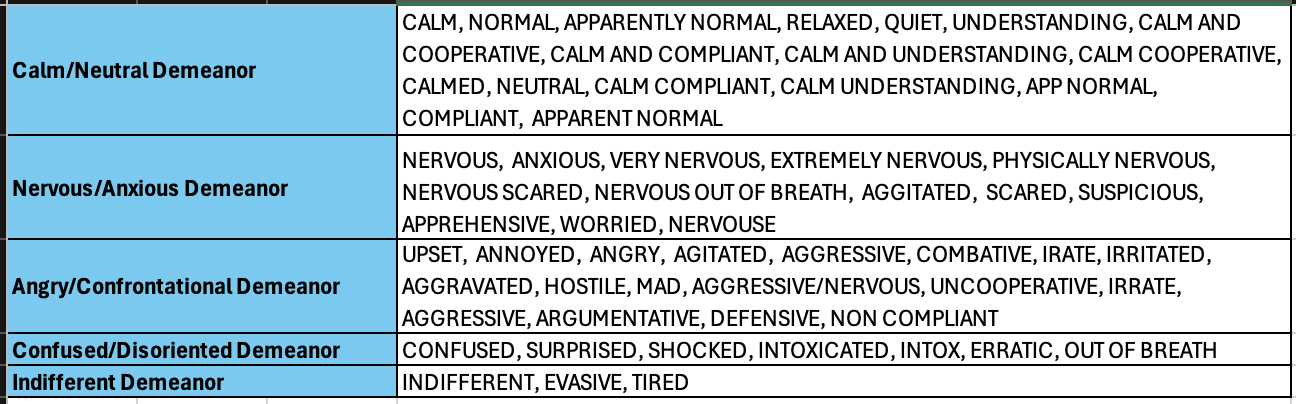 Calm/Neutral Demeanor
CALM, NORMAL, APPARENTLY NORMAL, RELAXED, QUIET, UNDERSTANDING, CALM AND
COOPERATIVE, CALM AND COMPLIANT, CALM AND UNDERSTANDING, CALM COOPERATIVE,
CALMED, NEUTRAL, CALM COMPLIANT, CALM UNDERSTANDING, APP NORMAL,
COMPLIANT, APPARENT NORMAL
Nervous/Anxious Demeanor
NERVOUS, ANXIOUS, VERY NERVOUS, EXTREMELY NERVOUS, PHYSICALLY NERVOUS,
NERVOUS SCARED, NERVOUS OUT OF BREATH, AGGITATED, SCARED, SUSPICIOUS,
APPREHENSIVE, WORRIED, NERVOUSE
Angry/Confrontational Demeanor
UPSET, ANNOYED, ANGRY, AGITATED, AGGRESSIVE, COMBATIVE, IRATE, IRRITATED,
AGGRAVATED, HOSTILE, MAD, AGGRESSIVE/NERVOUS, UNCOOPERATIVE, IRRATE,
AGGRESSIVE, ARGUMENTATIVE, DEFENSIVE, NON COMPLIANT
Confused/Disoriented Demeanor
CONFUSED, SURPRISED, SHOCKED, INTOXICATED, INTOX, ERRATIC, OUT OF BREATH
Indifferent Demeanor
INDIFFERENT, EVASIVE, TIRED